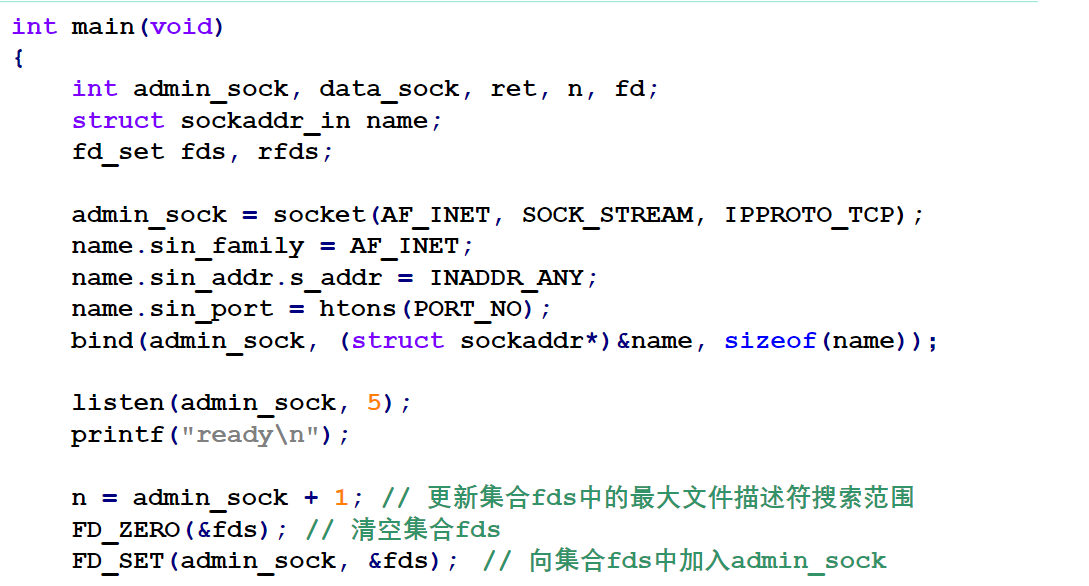 int main(void)
{
    int admin_sock, data_sock, ret, n, fd;
    struct sockaddr_in name;
    fd_set fds, rfds;

    admin_sock = socket(AF_INET, SOCK_STREAM, IPPROTO_TCP);
    name.sin_family = AF_INET;
    name.sin_addr.s_addr = INADDR_ANY;
    name.sin_port = htons(PORT_NO);
    bind(admin_sock, (struct sockaddr*)&name, sizeof(name));

    listen(admin_sock, 5);
    printf("ready\n");

    n = admin_sock + 1; // 更新集合fds中的最大文件描述符搜索范围
    FD_ZERO(&fds); // 清空集合fds
    FD_SET(admin_sock, &fds); // 向集合fds中加入admin_sock